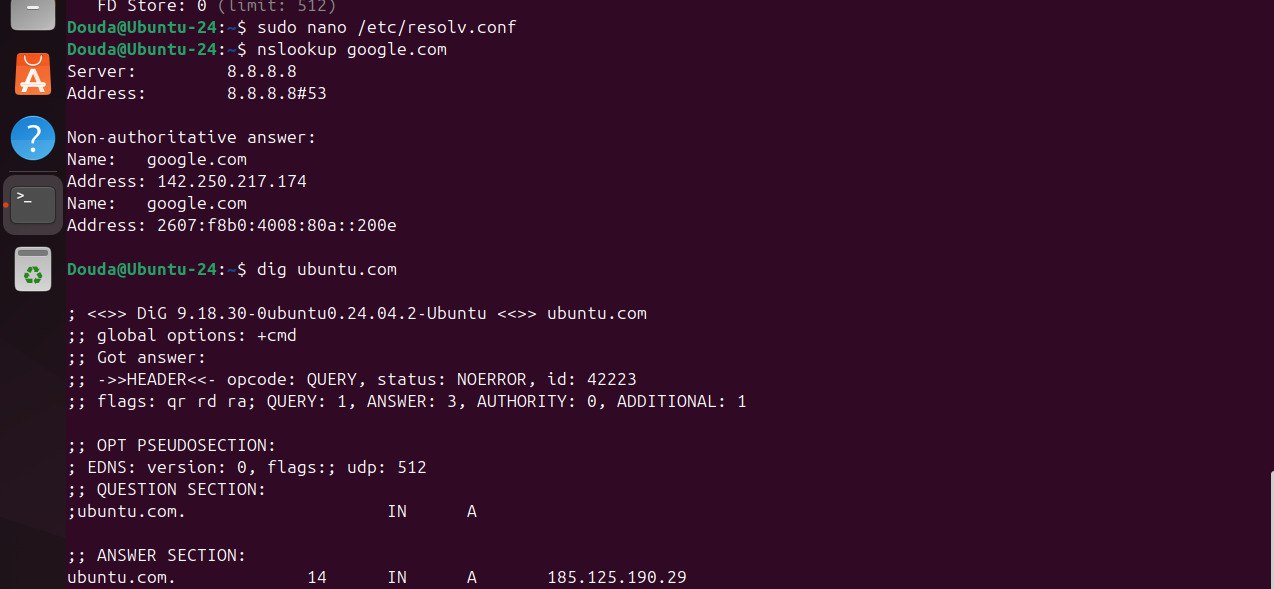 FD Store: 0 (limit: 512)
Douda@Ubuntu-24:~$ sudo nano /etc/resolv.conf
Douda@Ubuntu-24:~$ nslookup google.com
Server:         8.8.8.8
Address:        8.8.8.8#53
Non-authoritative answer:
Name:   google.com
Address: 142.250.217.174
Name:   google.com
Address: 2607:f8b0:4008:80a::200e
Douda@Ubuntu-24:~$ dig ubuntu.com
; <<>> DiG 9.18.30-0ubuntu0.24.04.2-Ubuntu <<>> ubuntu.com
;; global options: +cmd
;; Got answer:
;; ->>HEADER<<- opcode: QUERY, status: NOERROR, id: 42223
;; flags: qr rd ra; QUERY: 1, ANSWER: 3, AUTHORITY: 0, ADDITIONAL: 1
;; OPT PSEUDOSECTION:
; EDNS: version: 0, flags:; udp: 512
;; QUESTION SECTION:
;ubuntu.com.                    IN      A
;; ANSWER SECTION:
ubuntu.com.             14      IN      A       185.125.190.29